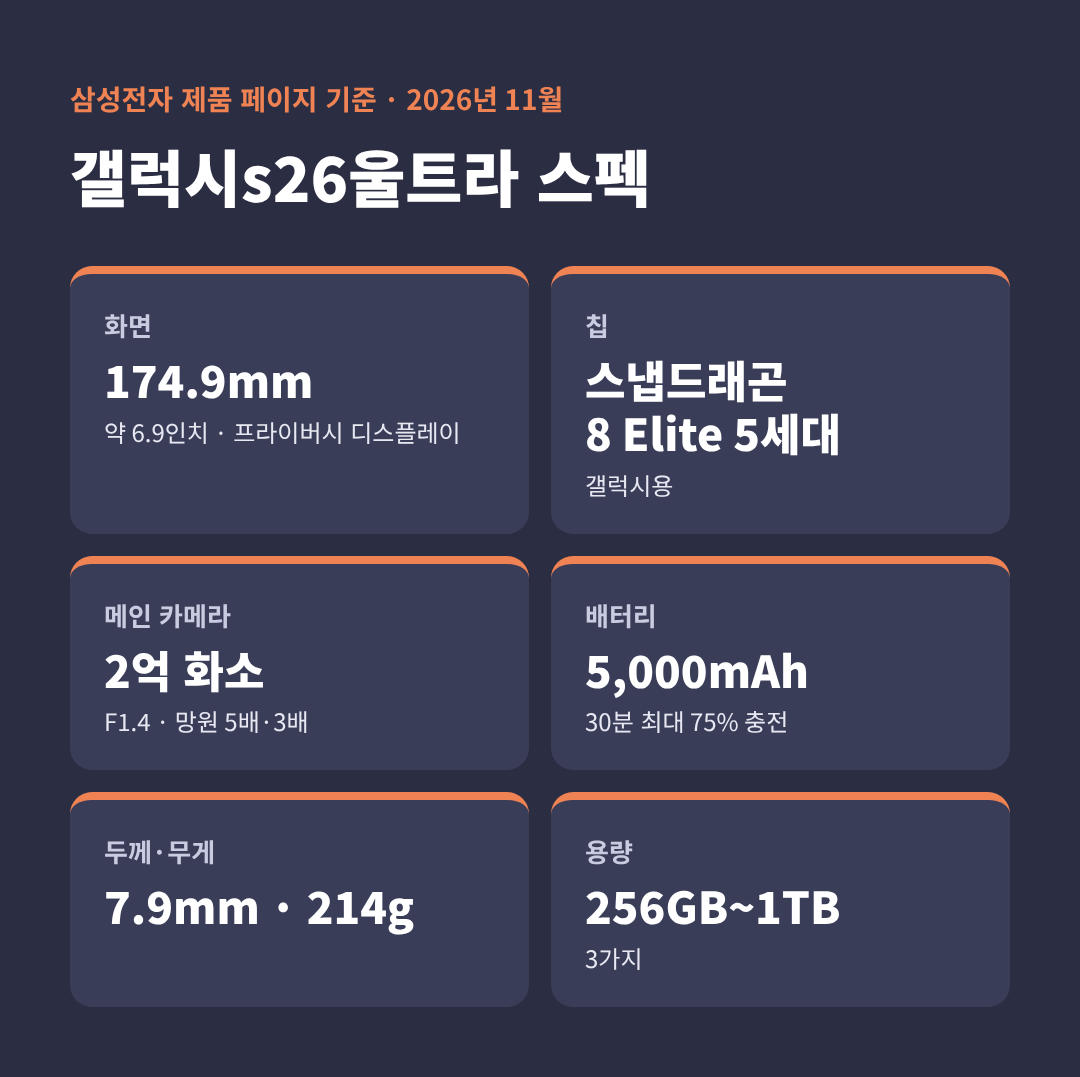 삼성전자 제품 페이지 기준 · 2026년 11월
갤럭시s26울트라 스펙
화면
174.9mm
약 6.9인치 · 프라이버시 디스플레이
칩
스냅드래곤
8 Elite 5세대
갤럭시용
메인 카메라
2억 화소
F1.4 · 망원 5배·3배
배터리
5,000mAh
30분 최대 75% 충전
두께·무게
7.9mm · 214g
용량
256GB~1TB
3가지